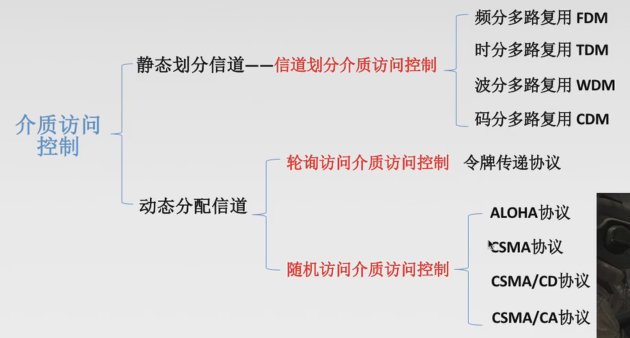 频分多路复用 FDM
静态划分信道——信道划分介质访问控制
时分多路复用 TDM
波分多路复用 WDM
码分多路复用 CDM
介质访问
控制
轮询访问介质访问控制 令牌传递协议
动态分配信道
ALOHA协议
CSMA协议
随机访问介质访问控制
CSMA/CD协议
CSMA/CA协议